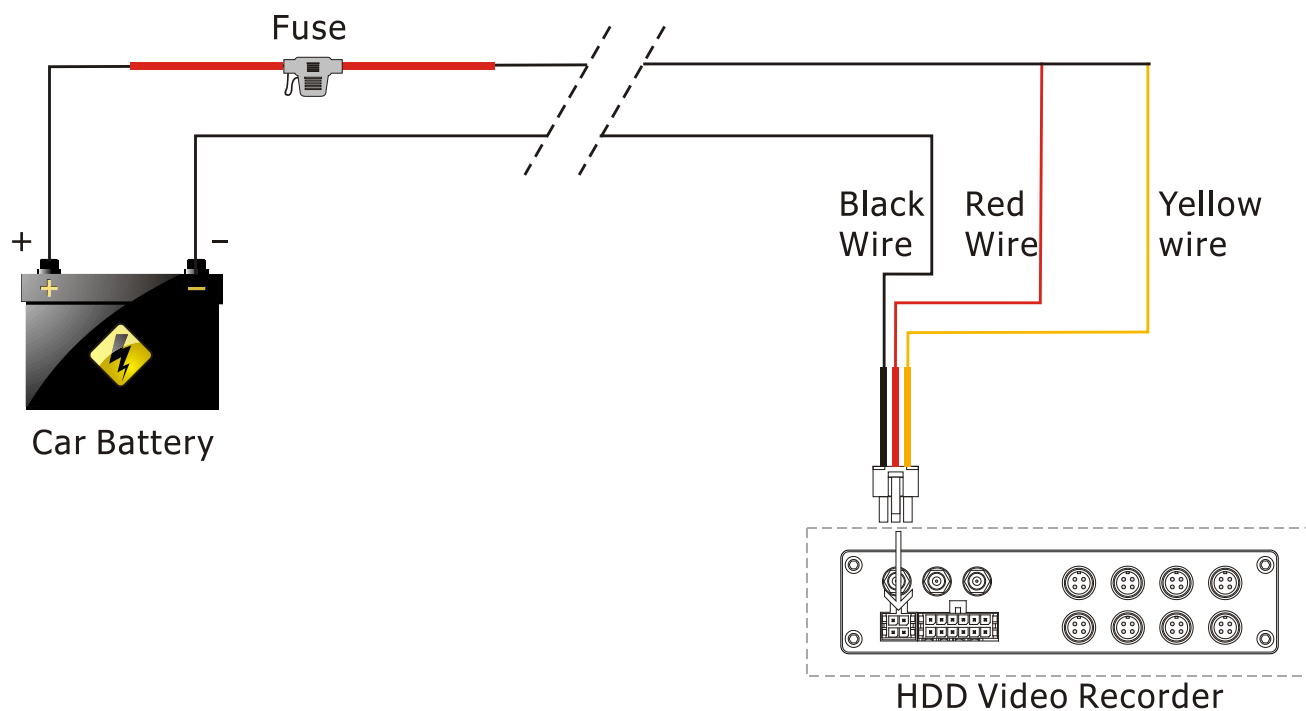 Fuse
Black
Wire
Red
Wire
Yellow
wire
+
−
+
−
Car Battery
HDD Video Recorder